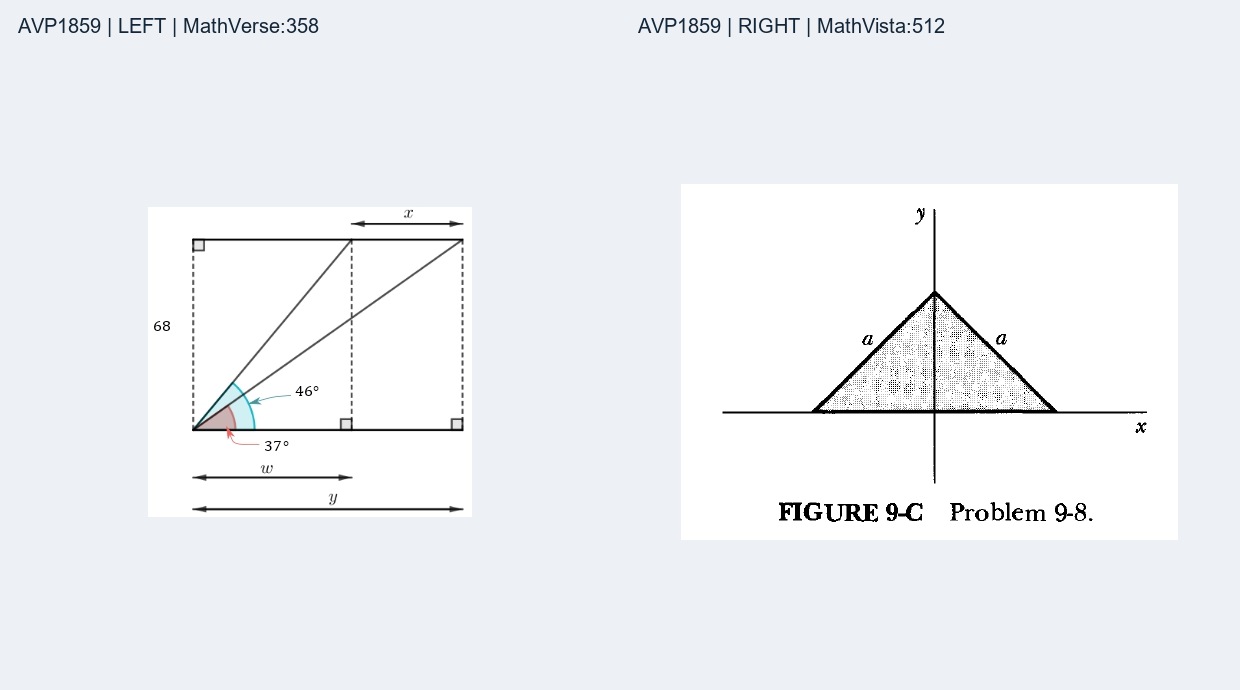 AVP1859 | LEFT | MathVerse:358
AVP1859 | RIGHT | MathVista:512
x
68
46°
37°
w
y
y
a
a
x
FIGURE 9-C Problem 9-8.